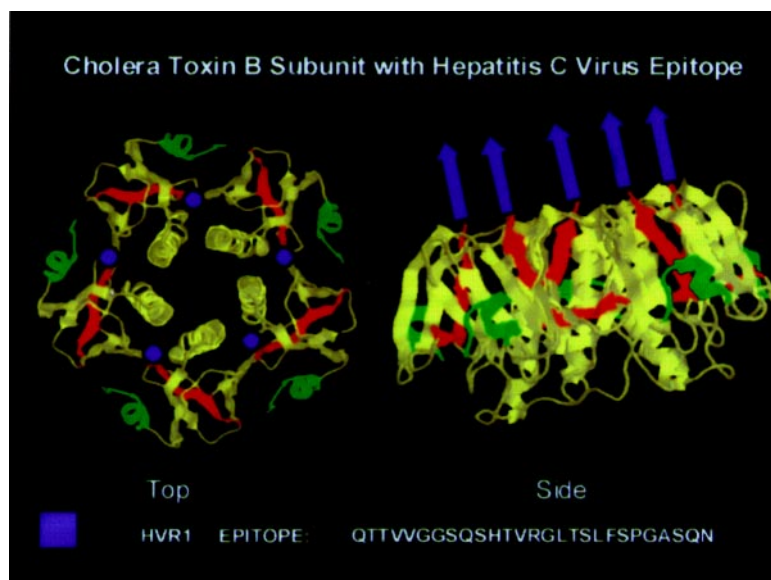 Cholera Toxin B Subunit with Hepatitis C Virus Epitope
Top Side
HVR1 EPITOPE: QTTVVGGSQSHTVRGLTSLFSPGASQN